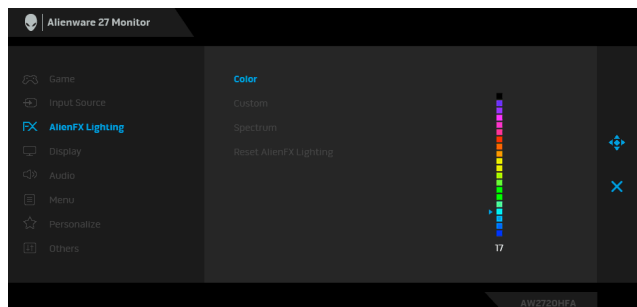 Alienware 27 Monitor
Game
Input Source
FX AlienFX Lighting
Display
Audio
Menu
Personalize
Others
Color
Custom
Spectrum
Reset AlienFX Lighting
17
AW2720HFA